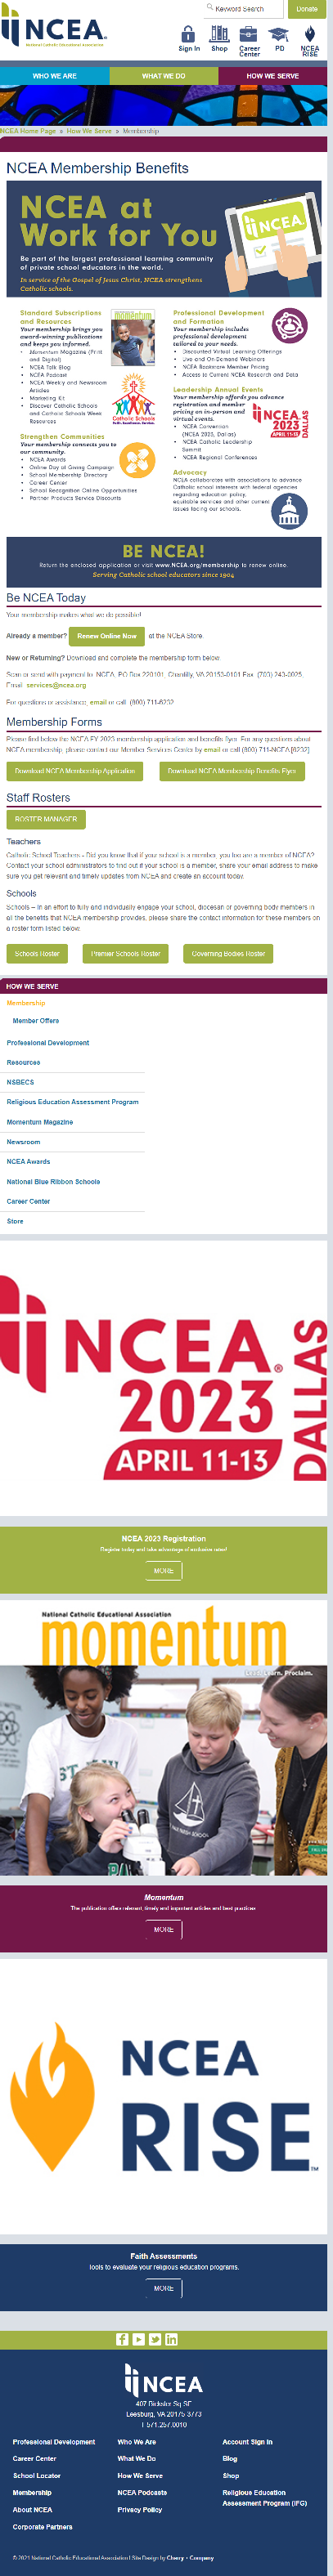 NCEA
National Catholic Educational Association
Keyword Search
Donate
Sign In
Shop
Career Center
PD
NCEA RISE
WHO WE ARE
WHAT WE DO
HOW WE SERVE
NCEA Home Page » How We Serve » Membership
NCEA Membership Benefits
NCEA at
Work for You
Be part of the largest professional learning community
of private school educators in the world.
In service of the Gospel of Jesus Christ, NCEA strengthens
Catholic schools.
NCEA
Standard Subscriptions
and Resources
Your membership brings you
award-winning publications
and keeps you informed.
• Momentum Magazine (Print
and Digital)
• NCEA Talk Blog
• NCEA Podcast
• NCEA Weekly and Newsroom
Articles
• Marketing Kit
• Discover Catholic Schools
and Catholic Schools Week
Resources
momentum
Catholic Schools
Strengthen Communities
Your membership connects you to
our community.
• NCEA Awards
• Online Day of Giving Campaign
• School Membership Directory
• Career Center
• School Recognition Online Opportunities
• Partner Products Service Discounts
Professional Development
and Formation
Your membership includes
professional development
tailored to your needs.
• Discounted Virtual Learning Offerings
• Live and On-Demand Webinars
• NCEA Rootcase Member Pricing
• Access to Current NCEA Research and Data
Leadership Annual Events
Your membership affords you advance
registration and member
pricing on in-person and
virtual events.
• NCEA Convention
(NCEA 2023, Dallas)
• NCEA Catholic Leadership
Summit
• NCEA Regional Conferences
NCEA
2023
APRIL 11-13
DALLAS
Advocacy
NCEA collaborates with associations to advance
Catholic school interests with federal agencies
regarding education policy,
equitable services and other current
issues facing our schools.
BE NCEA!
Return the enclosed application or visit www.NCEA.org/membership to renew online.
Serving Catholic school educators since 1904
Be NCEA Today
Your membership makes what we do possible!
Already a member? Renew Online Now at the NCEA Store.
New or Returning? Download and complete the membership form below.
Scan or send with payment to: NCEA, PO Box 220101, Chantilly, VA 20153-0101 Fax: (703) 243-0025,
Email: services@ncea.org
For questions or assistance, email or call (800) 711-6232
Membership Forms
Please find below the NCEA FY 2023 membership application and benefits flyer. For any questions about
NCEA membership, please contact our Member Services Center by email or call (800) 711-NCEA [6232].
Download NCEA Membership Application
Download NCEA Membership Benefits Flyer
Staff Rosters
ROSTER MANAGER
Teachers
Catholic School Teachers - Did you know that if your school is a member, you too are a member of NCEA?
Contact your school administrators to find out if your school is a member, share your email address to make
sure you get relevant and timely updates from NCEA and create an account today.
Schools
Schools – In an effort to fully and individually engage your school, diocesan or governing body members in
all the benefits that NCEA membership provides, please share the contact information for these members on
a roster form listed below:
Schools Roster
Premier Schools Roster
Governing Bodies Roster
HOW WE SERVE
Membership
Member Offers
Professional Development
Resources
NSBECS
Religious Education Assessment Program
Momentum Magazine
Newsroom
NCEA Awards
National Blue Ribbon Schools
Career Center
Store
NCEA®
2023
APRIL 11-13
DALLAS
NCEA 2023 Registration
Register today and take advantage of exclusive rates!
MORE
National Catholic Educational Association
momentum
Lead. Learn. Proclaim.
Momentum
The publication offers relevant, timely and important articles and best practices
MORE
NCEA
RISE™
Faith Assessments
Tools to evaluate your religious education programs.
MORE
NCEA
407 Bicksler Sq SE
Leesburg, VA 20175-3773
T 571.257.0010
Professional Development
Who We Are
Account Sign In
Career Center
What We Do
Blog
School Locator
How We Serve
Shop
Membership
NCEA Podcasts
Religious Education
Assessment Program (IFG)
About NCEA
Privacy Policy
Corporate Partners
© 2021 National Catholic Educational Association | Site Design by Cherry + Company